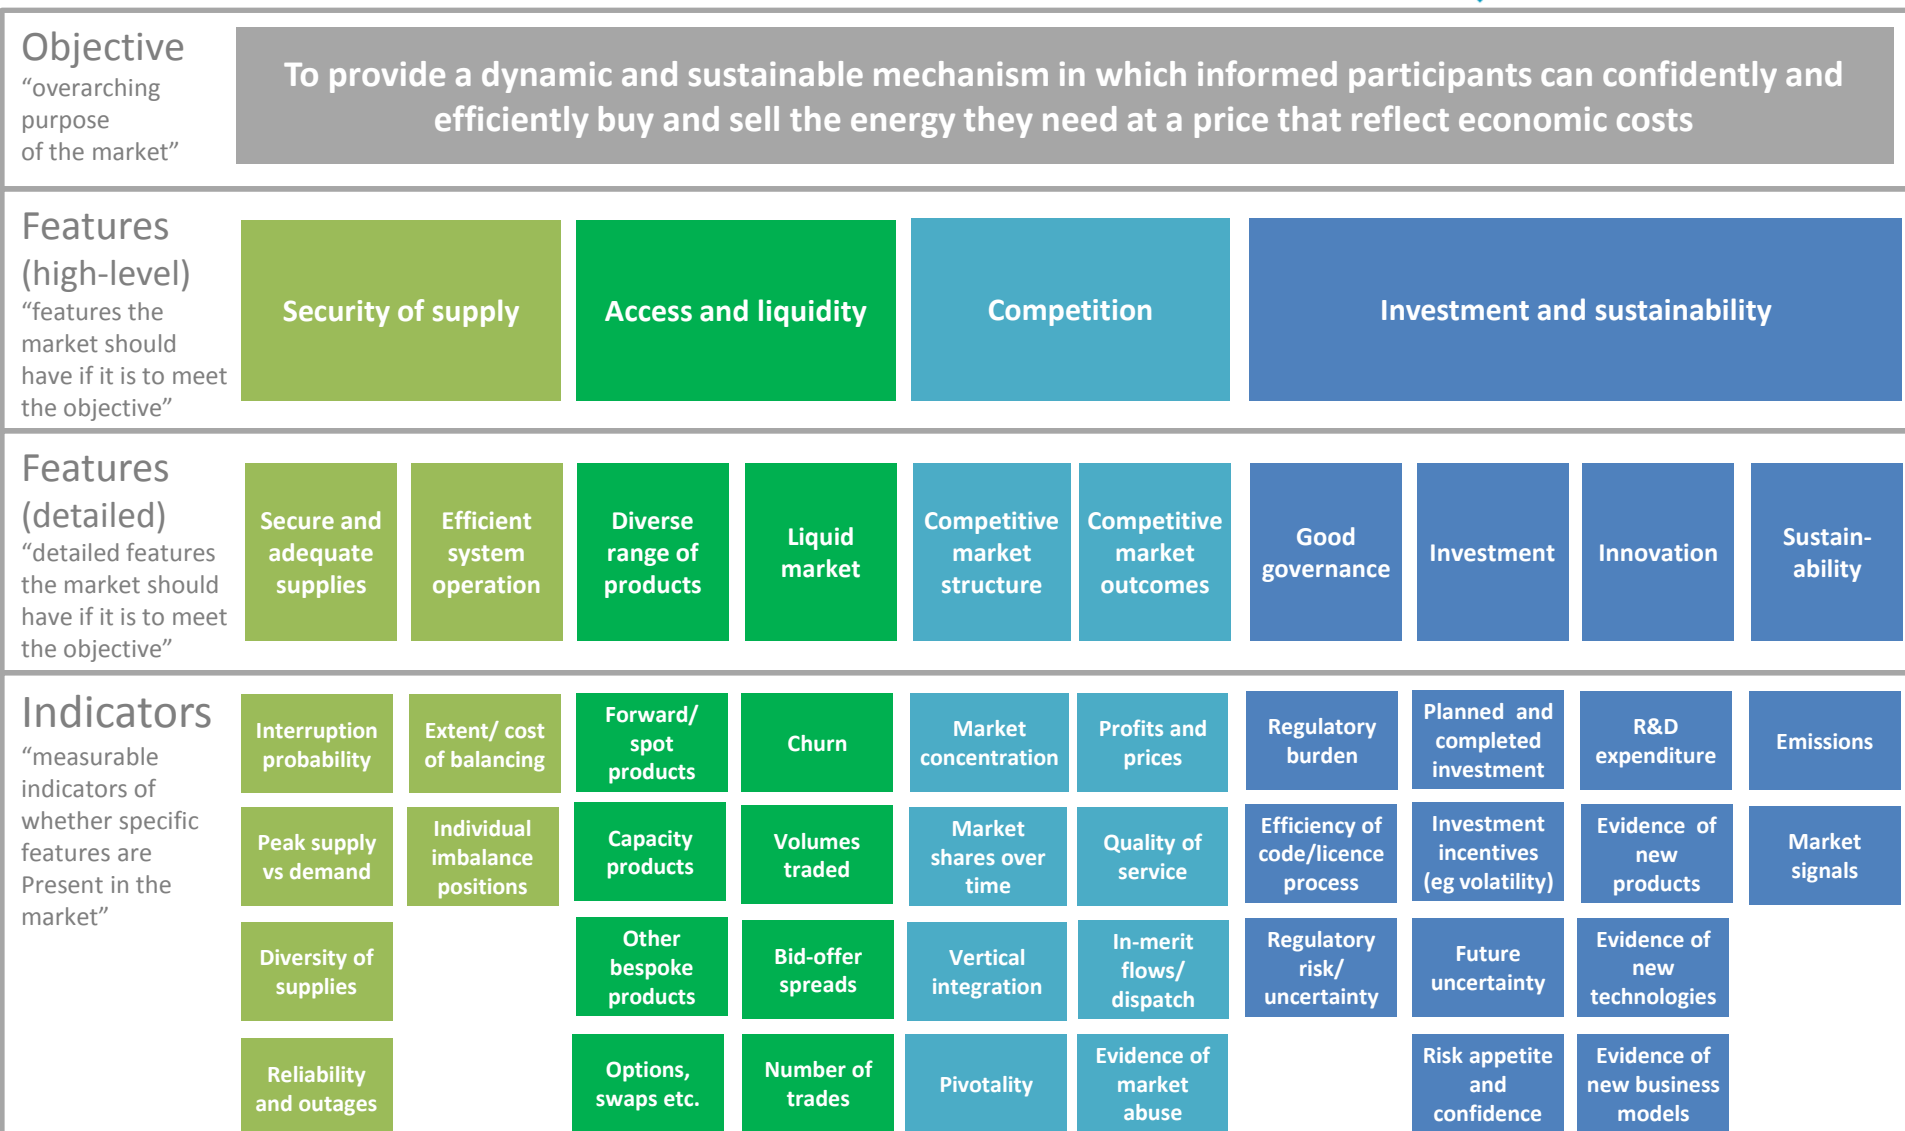 Objective
“overarching
purpose
of the market”
To provide a dynamic and sustainable mechanism in which informed participants can confidently and
efficiently buy and sell the energy they need at a price that reflect economic costs
Features
(high-level)
“features the
market should
have if it is to meet
the objective”
Security of supply
Access and liquidity
Competition
Investment and sustainability
Features
(detailed)
“detailed features
the market should
have if it is to meet
the objective”
Secure and
adequate
supplies
Efficient
system
operation
Diverse
range of
products
Liquid
market
Competitive
market
structure
Competitive
market
outcomes
Good
governance
Investment
Innovation
Sustain-
ability
Indicators
“measurable
indicators of
whether specific
features are
Present in the
market”
Interruption
probability
Extent/ cost
of balancing
Forward/
spot
products
Churn
Market
concentration
Profits and
prices
Regulatory
burden
Planned and
completed
investment
R&D
expenditure
Emissions
Peak supply
vs demand
Individual
imbalance
positions
Capacity
products
Volumes
traded
Market
shares over
time
Quality of
service
Efficiency of
code/licence
process
Investment
incentives
(eg volatility)
Evidence of
new
products
Market
signals
Diversity of
supplies
Other
bespoke
products
Bid-offer
spreads
Vertical
integration
In-merit
flows/
dispatch
Regulatory
risk/
uncertainty
Future
uncertainty
Evidence of
new
technologies
Reliability
and outages
Options,
swaps etc.
Number of
trades
Pivotality
Evidence of
market
abuse
Risk appetite
and
confidence
Evidence of
new business
models